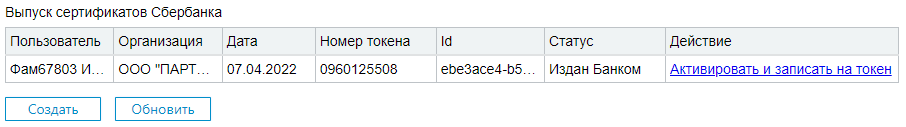 Выпуск сертификатов Сбербанка
Пользователь Организация Дата Номер токена Id Статус Действие
Фам67803 И... ООО "ПАРТ... 07.04.2022 0960125508 ebe3ace4-b5... Издан Банком Активировать и записать на токен
Создать Обновить